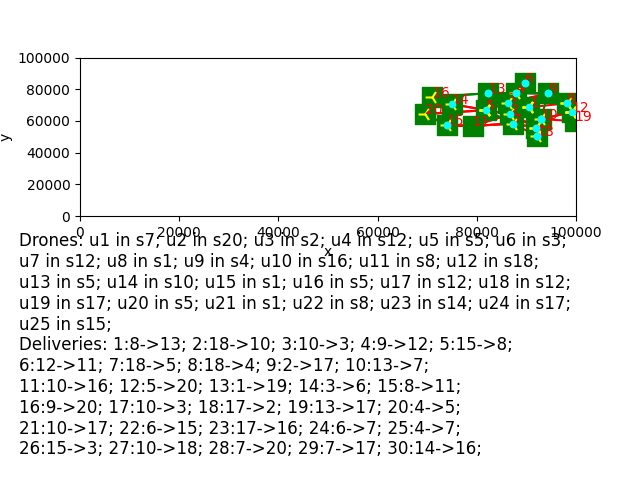 100000
80000
60000
40000
20000
0
y
0 20000 40000 60000 80000 100000
x
Drones: u1 in s7; u2 in s20; u3 in s2; u4 in s12; u5 in s5; u6 in s3;
u7 in s12; u8 in s1; u9 in s4; u10 in s16; u11 in s8; u12 in s18;
u13 in s5; u14 in s10; u15 in s1; u16 in s5; u17 in s12; u18 in s12;
u19 in s17; u20 in s5; u21 in s1; u22 in s8; u23 in s14; u24 in s17;
u25 in s15;
Deliveries: 1:8->13; 2:18->10; 3:10->3; 4:9->12; 5:15->8;
6:12->11; 7:18->5; 8:18->4; 9:2->17; 10:13->7;
11:10->16; 12:5->20; 13:1->19; 14:3->6; 15:8->11;
16:9->20; 17:10->3; 18:17->2; 19:13->17; 20:4->5;
21:10->17; 22:6->15; 23:17->16; 24:6->7; 25:4->7;
26:15->3; 27:10->18; 28:7->20; 29:7->17; 30:14->16;
19